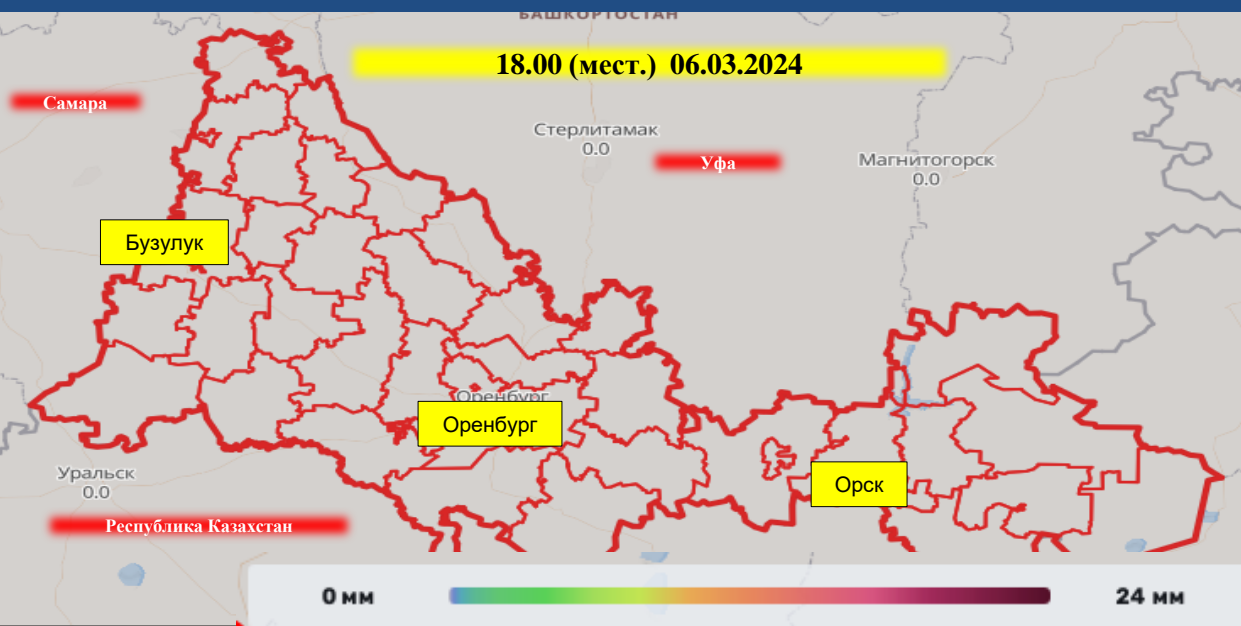 БАШКОРТОСТАН
18.00 (мест.) 06.03.2024
Самара
Стерлитамак
0.0
Уфа
Магнитогорск
0.0
Бузулук
Оренбург
Оренбург
Уральск
0.0
Орск
Республика Казахстан
0 мм
24 мм